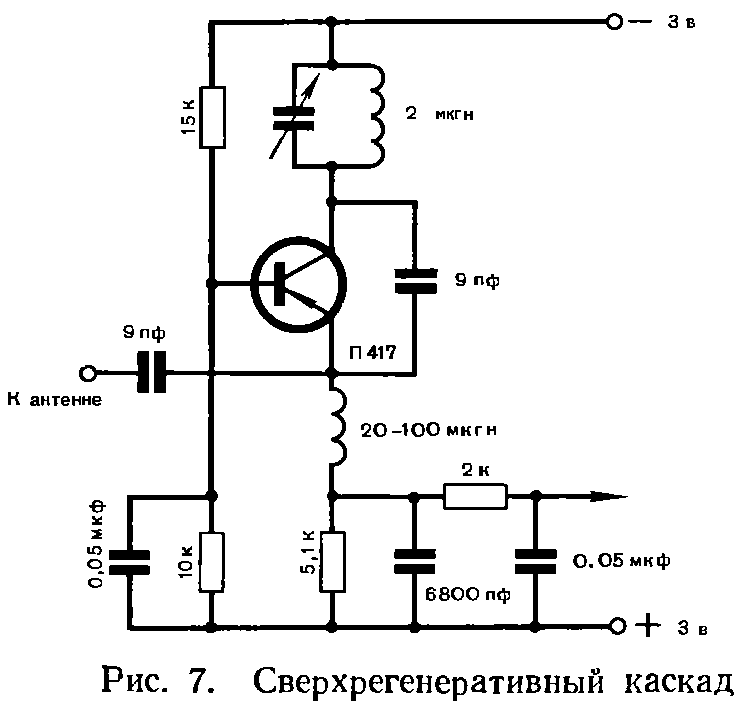 — 3 в
15 к
2 мкгн
9 пф
9 пф
П 417
К антенне
20–100 мкгн
2 к
0,05 мкф
10 к
5,1 к
6800 пф
0.05 мкф
+ 3 в
Рис. 7. Сверхрегенеративный каскад